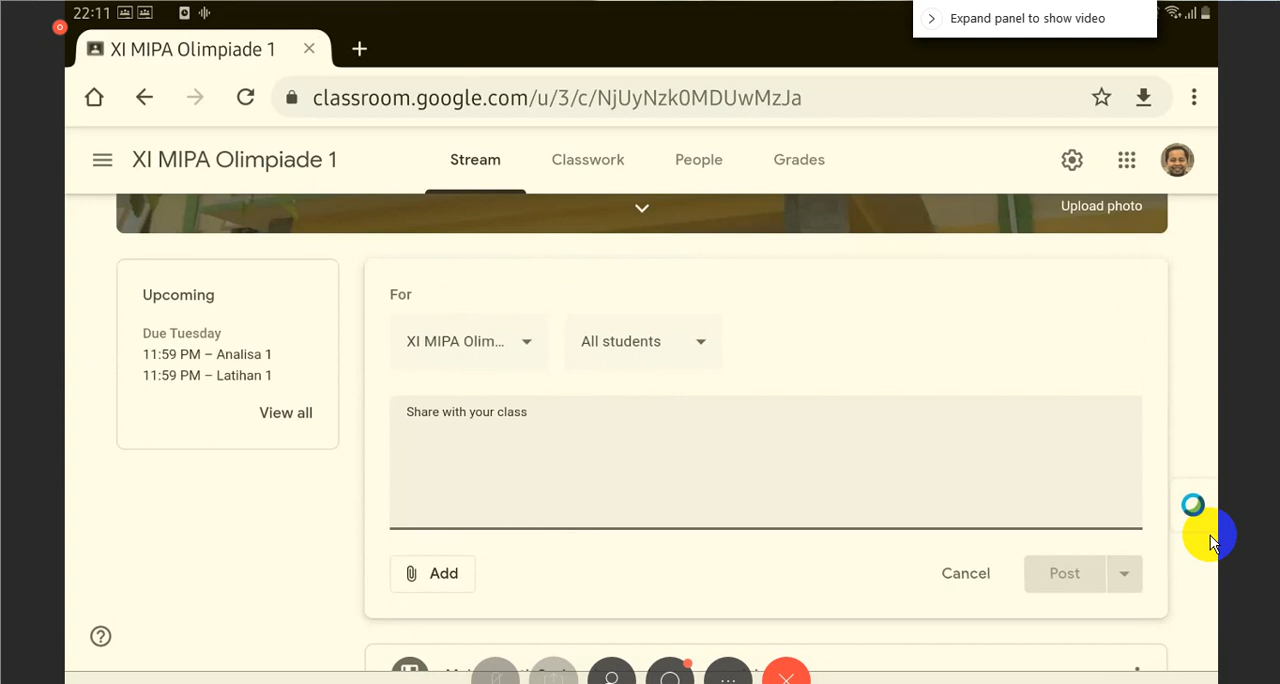 22:11
Expand panel to show video
XI MIPA Olimpiade 1
classroom.google.com/u/3/c/NjUyNzk0MDUwMzJa
XI MIPA Olimpiade 1
Stream
Classwork
People
Grades
Upload photo
Upcoming
Due Tuesday
11:59 PM – Analisa 1
11:59 PM – Latihan 1
View all
For
XI MIPA Olim...
All students
Share with your class
Add
Cancel
Post